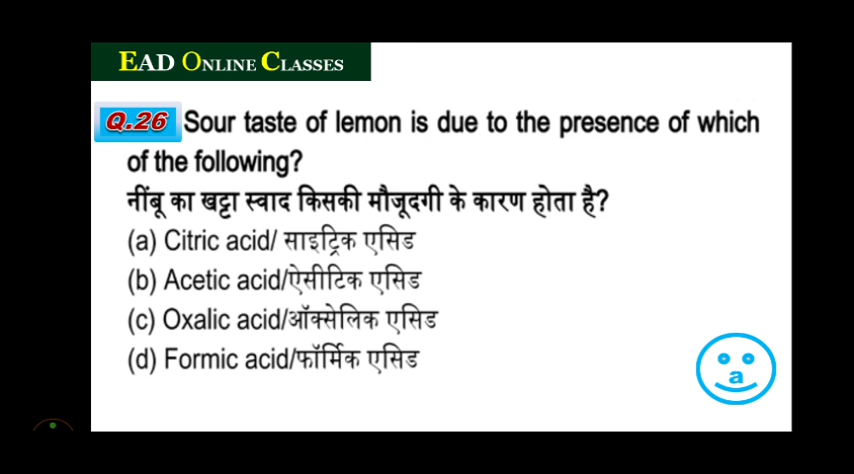 EAD ONLINE CLASSES
Q.26 Sour taste of lemon is due to the presence of which
of the following?
नींबू का खट्टा स्वाद किसकी मौजूदगी के कारण होता है?
(a) Citric acid/ साइट्रिक एसिड
(b) Acetic acid/ऐसीटिक एसिड
(c) Oxalic acid/ऑक्सेलिक एसिड
(d) Formic acid/फॉर्मिक एसिड
a